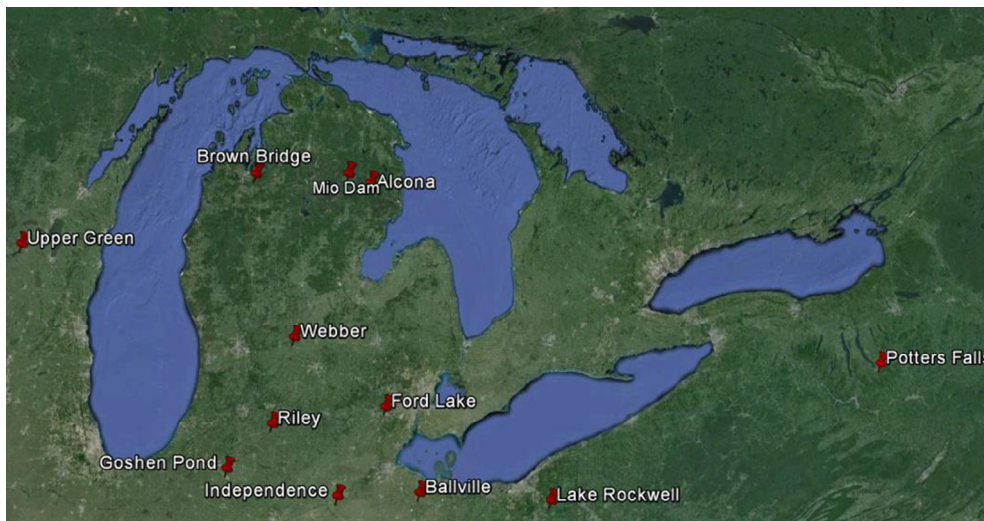 Brown Bridge
Mio Dam
Alcona
Upper Green
Webber
Potters Falls
Ford Lake
Riley
Goshen Pond
Independence
Ballville
Lake Rockwell